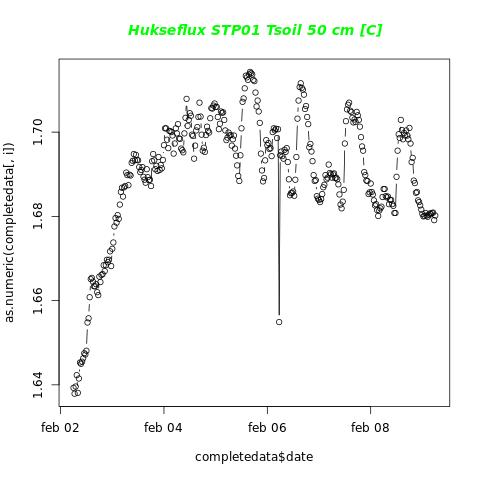 Hukseflux STP01 Tsoil 50 cm [C]
as.numeric(completedata[, i])
1.70
1.68
1.66
1.64
feb 02 feb 04 feb 06 feb 08
completedata$date